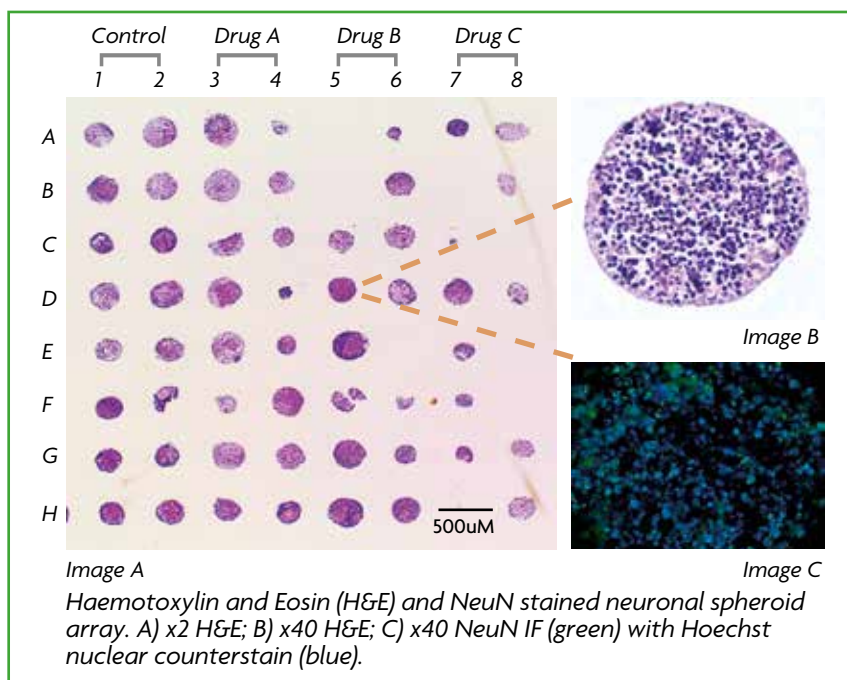 Control Drug A Drug B Drug C
1 2 3 4 5 6 7 8
A
B
C
D
Image B
E
F
G
H
500uM
Image A
Image C
Haemotoxylin and Eosin (H&E) and NeuN stained neuronal spheroid
array. A) x2 H&E; B) x40 H&E; C) x40 NeuN IF (green) with Hoechst
nuclear counterstain (blue).